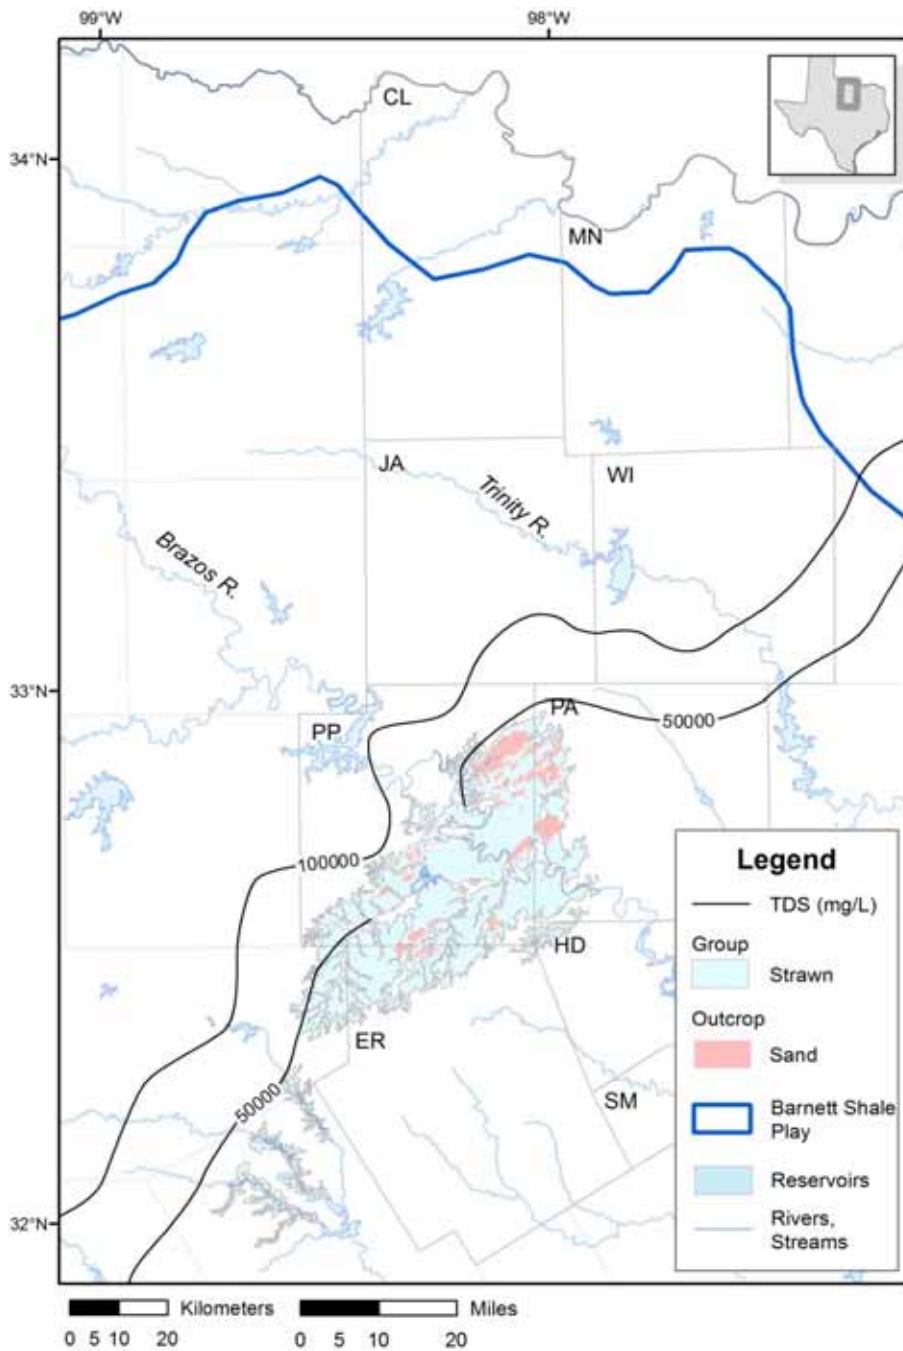 99°W
98°W
CL
34°N
MN
JA
WI
Trinity R.
Brazos R.
33°N
PA
PP
50000
100000
HD
ER
SM
50000
32°N
Legend
TDS (mg/L)
Group
Strawn
Outcrop
Sand
Barnett Shale
Play
Reservoirs
Rivers,
Streams
Kilometers
Miles
0 5 10 20
0 5 10 20